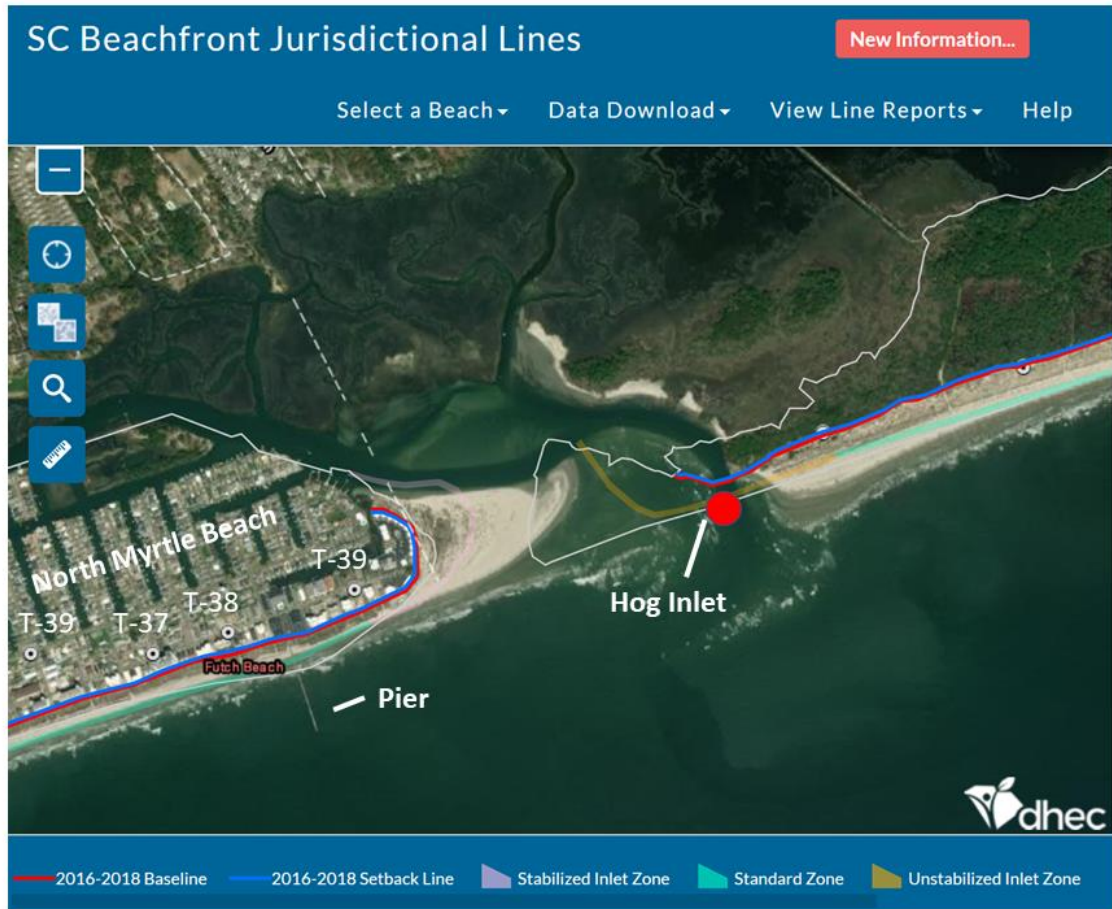 SC Beachfront Jurisdictional Lines
New Information...
Select a Beach
Data Download
View Line Reports
Help
North Myrtle Beach
T-39
T-37
T-38
T-39
Futch Beach
Pier
Hog Inlet
dhec
2016-2018 Baseline
2016-2018 Setback Line
Stabilized Inlet Zone
Standard Zone
Unstabilized Inlet Zone